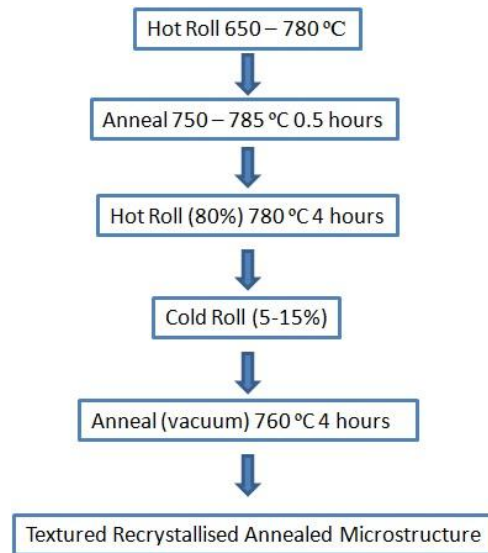 Hot Roll 650 – 780 ºC
Anneal 750 – 785 ºC 0.5 hours
Hot Roll (80%) 780 ºC 4 hours
Cold Roll (5-15%)
Anneal (vacuum) 760 ºC 4 hours
Textured Recrystallised Annealed Microstructure